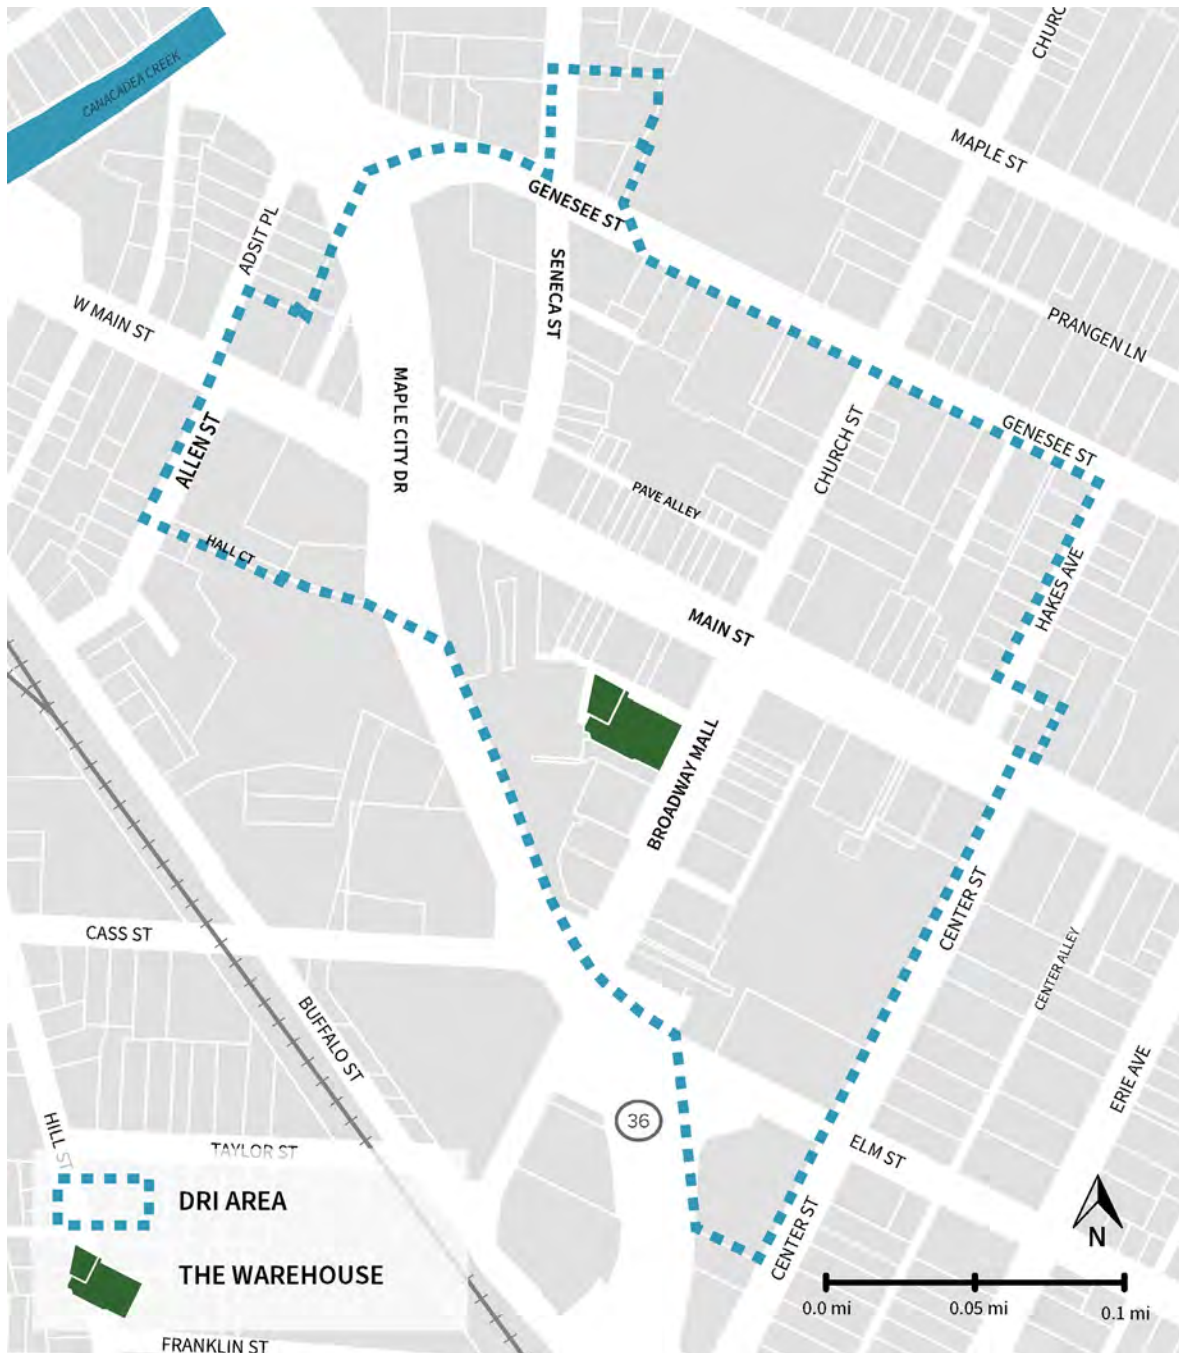 CHURC
CANACADEA CREEK
MAPLE ST
GENESEE ST
ADSIT PL
SENECA ST
W MAIN ST
PRANGEN LN
MAPLE CITY DR
ALLEN ST
CHURCH ST
GENESEE ST
PAVE ALLEY
HALL CT
HAKES AVE
MAIN ST
BROADWAY MALL
CENTER ST
CASS ST
CENTER ALLEY
BUFFALO ST
ERIE AVE
36
HILL ST
TAYLOR ST
ELM ST
DRI AREA
CENTER ST
N
THE WAREHOUSE
0.0 mi
0.05 mi
0.1 mi
FRANKLIN ST